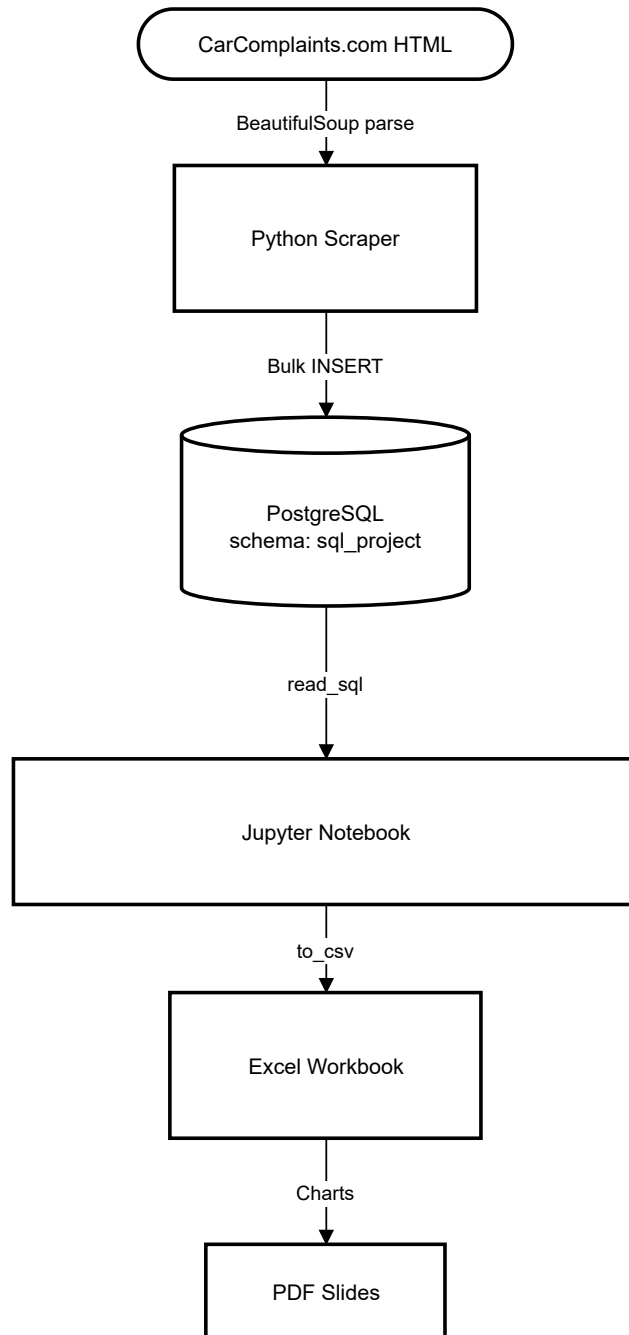 CarComplaints.com HTML
BeautifulSoup parse
Python Scraper
Bulk INSERT
PostgreSQL
schema: sql_project
read_sql
Jupyter Notebook
to_csv
Excel Workbook
Charts
PDF Slides